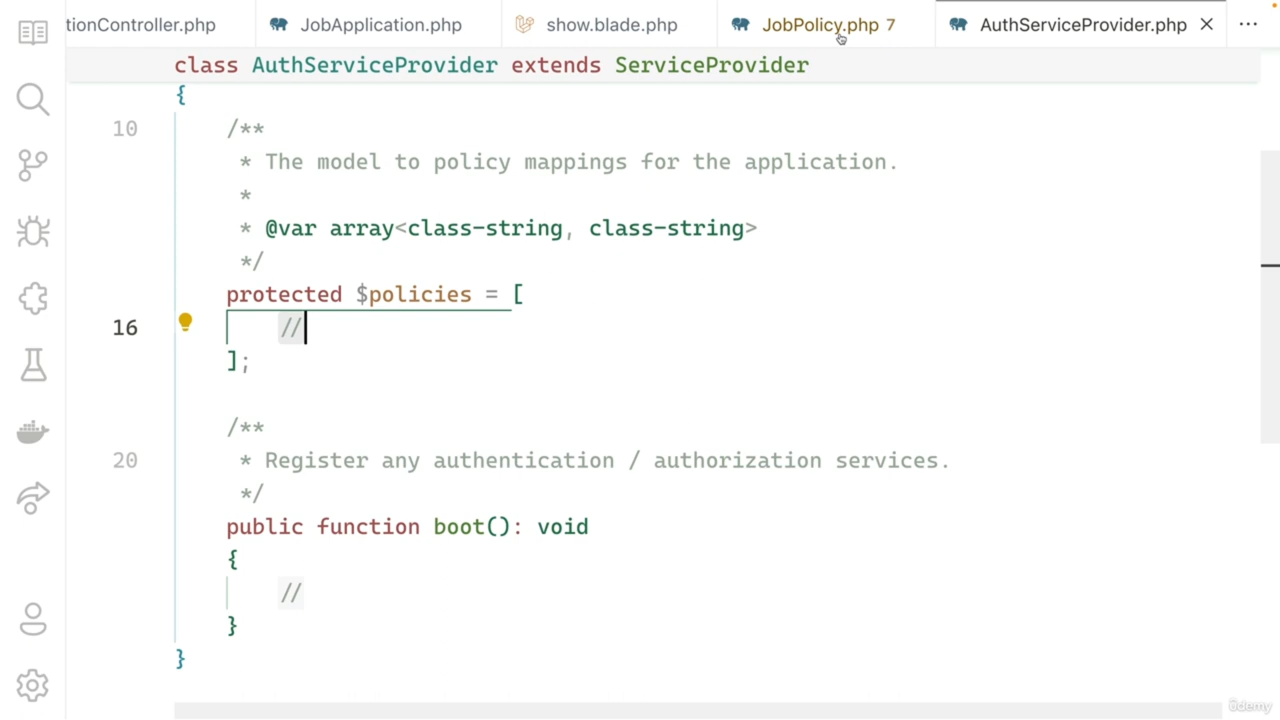 tionController.php JobApplication.php show.blade.php JobPolicy.php 7 AuthServiceProvider.php ...
class AuthServiceProvider extends ServiceProvider
{
10 /**
* The model to policy mappings for the application.
*
* @var array<class-string, class-string>
*/
protected $policies = [
16 //
];
/**
20 * Register any authentication / authorization services.
*/
public function boot(): void
{
//
}
}
ûdemy